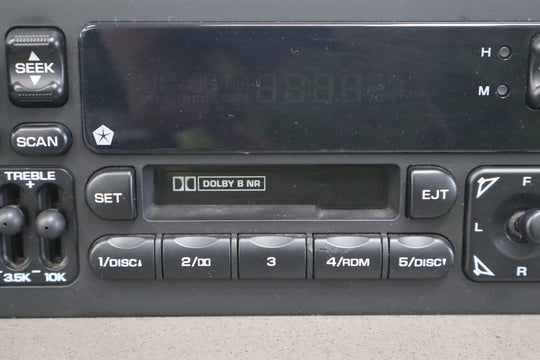 H
SEEK
M
SCAN
TREBLE
+
SET
DOLBY B NR
EJT
F
L
R
1/DISC▲
2/
3
4/RDM
5/DISC▼
- -
3.5K 10K